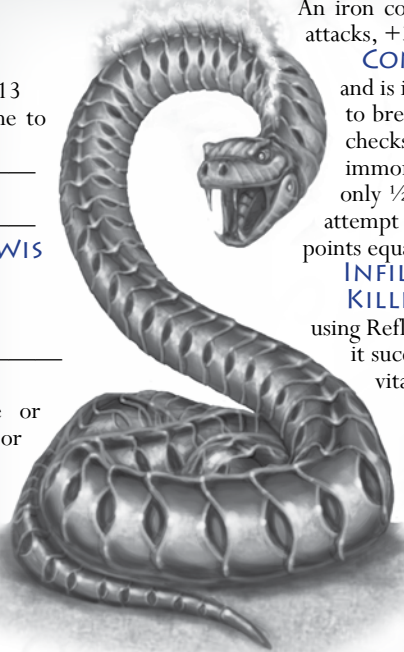 13
ne to
WIS
e or
or
An iron co
attacks, +
CO
and is i
to bre
checks
immor
only ½
attempt
points equa
INFIL
KILL
using Refl
it succ
vita